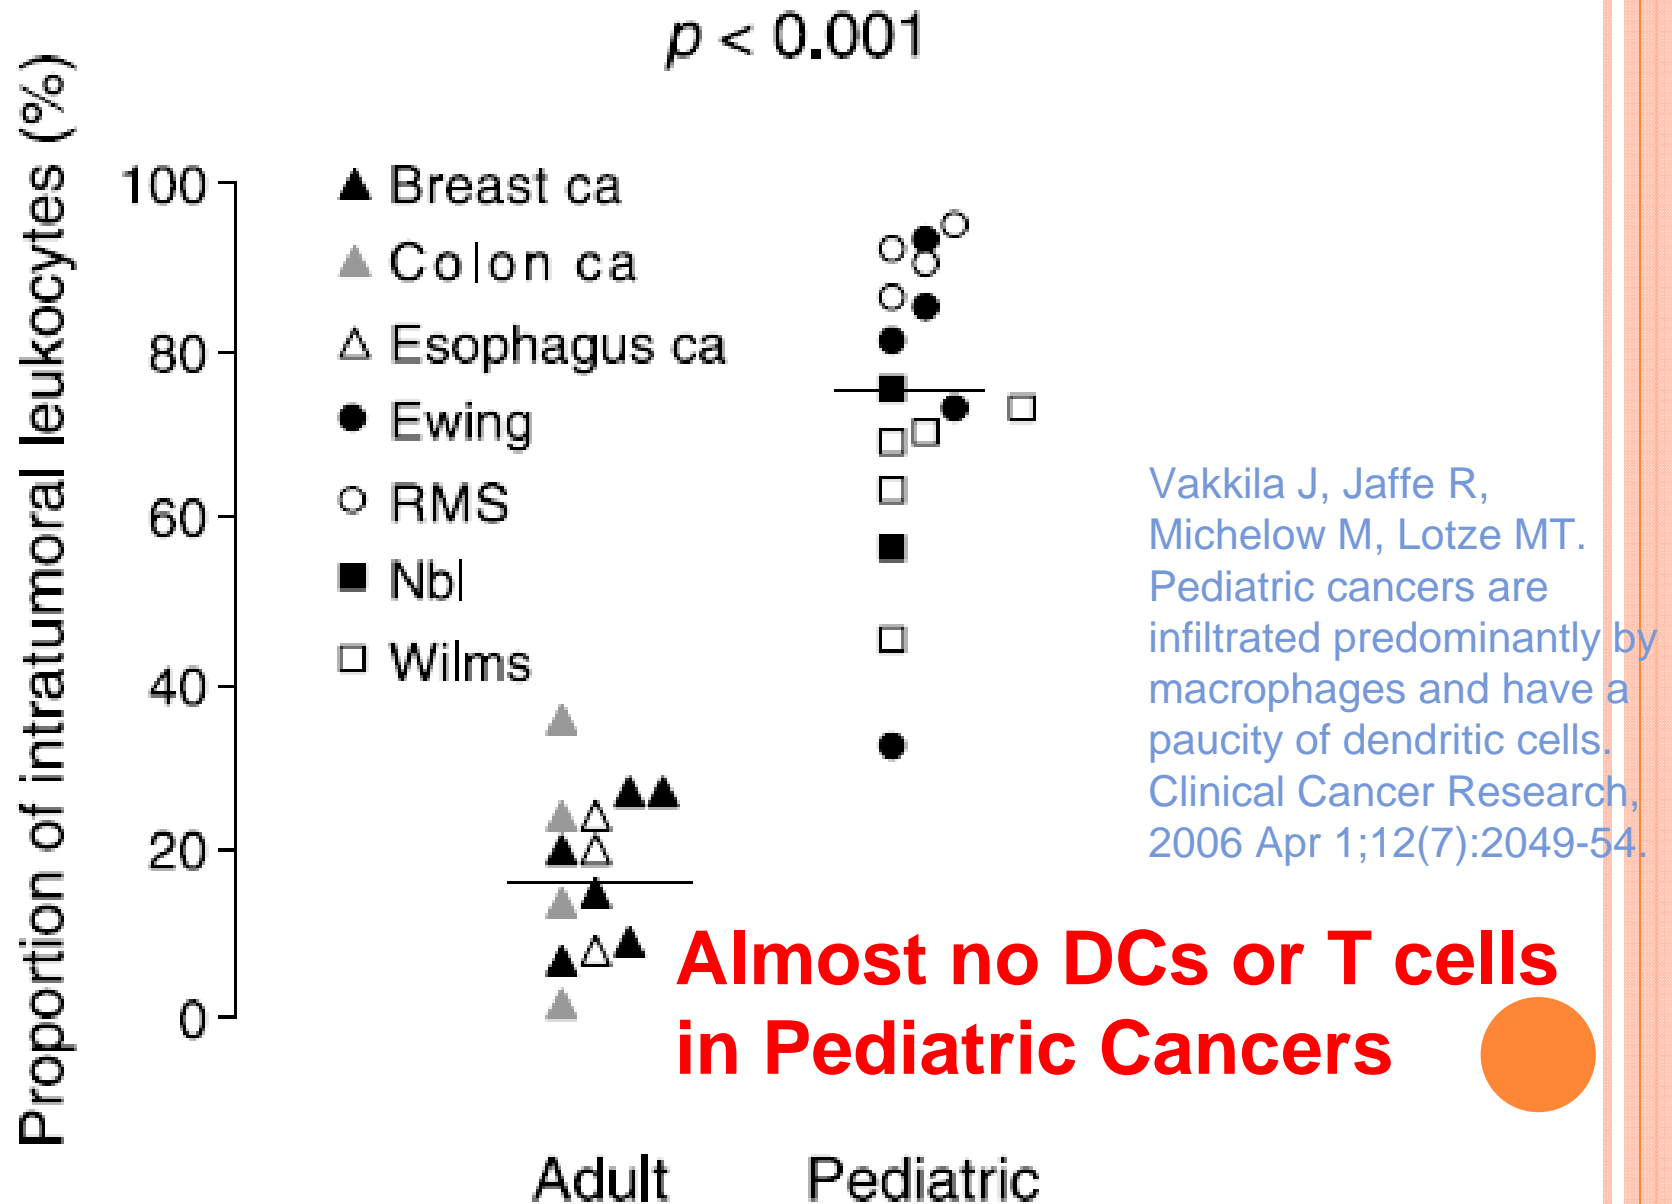 p < 0.001
Proportion of intratumoral leukocytes (%)
100
80
60
40
20
0
Breast ca
Colon ca
Esophagus ca
Ewing
RMS
Nbl
Wilms
Vakkila J, Jaffe R,
Michelow M, Lotze MT.
Pediatric cancers are
infiltrated predominantly by
macrophages and have a
paucity of dendritic cells.
Clinical Cancer Research,
2006 Apr 1;12(7):2049-54.
Almost no DCs or T cells
in Pediatric Cancers
Adult
Pediatric